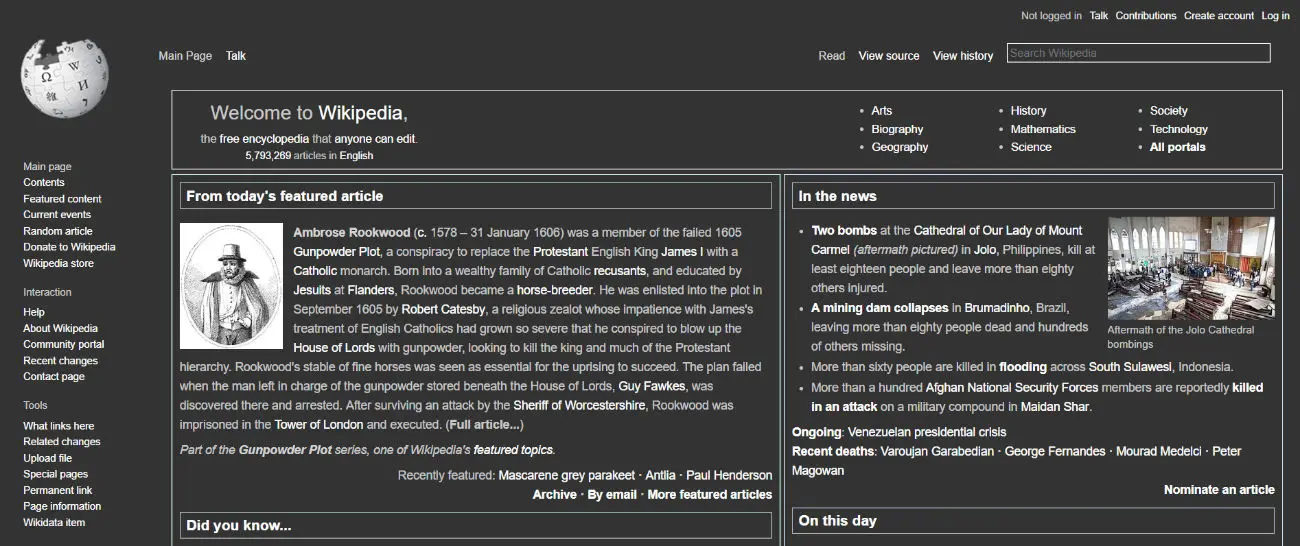 Not logged in Talk Contributions Create account Log in
Main Page Talk
Read View source View history Search Wikipedia
Welcome to Wikipedia,
the free encyclopedia that anyone can edit.
5,793,269 articles in English
• Arts
• Biography
• Geography
• History
• Mathematics
• Science
• Society
• Technology
• All portals
Main page
Contents
Featured content
Current events
Random article
Donate to Wikipedia
Wikipedia store
Interaction
Help
About Wikipedia
Community portal
Recent changes
Contact page
Tools
What links here
Related changes
Upload file
Special pages
Permanent link
Page information
Wikidata item
From today's featured article
Ambrose Rookwood (c. 1578 – 31 January 1606) was a member of the failed 1605
Gunpowder Plot, a conspiracy to replace the Protestant English King James I with a
Catholic monarch. Born into a wealthy family of Catholic recusants, and educated by
Jesuits at Flanders, Rookwood became a horse-breeder. He was enlisted into the plot in
September 1605 by Robert Catesby, a religious zealot whose impatience with James's
treatment of English Catholics had grown so severe that he conspired to blow up the
House of Lords with gunpowder, looking to kill the king and much of the Protestant
hierarchy. Rookwood's stable of fine horses was seen as essential for the uprising to succeed. The plan failed
when the man left in charge of the gunpowder stored beneath the House of Lords, Guy Fawkes, was
discovered there and arrested. After surviving an attack by the Sheriff of Worcestershire, Rookwood was
imprisoned in the Tower of London and executed. (Full article...)
Part of the Gunpowder Plot series, one of Wikipedia's featured topics.
Recently featured: Mascarene grey parakeet · Antlia · Paul Henderson
Archive · By email · More featured articles
Did you know...
In the news
• Two bombs at the Cathedral of Our Lady of Mount
Carmel (aftermath pictured) in Jolo, Philippines, kill at
least eighteen people and leave more than eighty
others injured.
• A mining dam collapses in Brumadinho, Brazil,
leaving more than eighty people dead and hundreds
of others missing.
Aftermath of the Jolo Cathedral
bombings
• More than sixty people are killed in flooding across South Sulawesi, Indonesia.
• More than a hundred Afghan National Security Forces members are reportedly killed
in an attack on a military compound in Maidan Shar.
Ongoing: Venezuelan presidential crisis
Recent deaths: Varoujan Garabedian · George Fernandes · Mourad Medelci · Peter
Magowan
Nominate an article
On this day